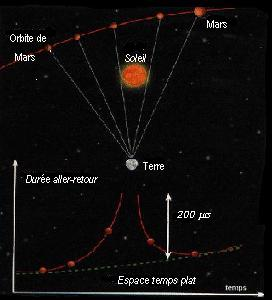 Mars
Orbite de
Mars
Soleil
Terre
Durée aller-retour
200 µs
Espace temps plat
temps